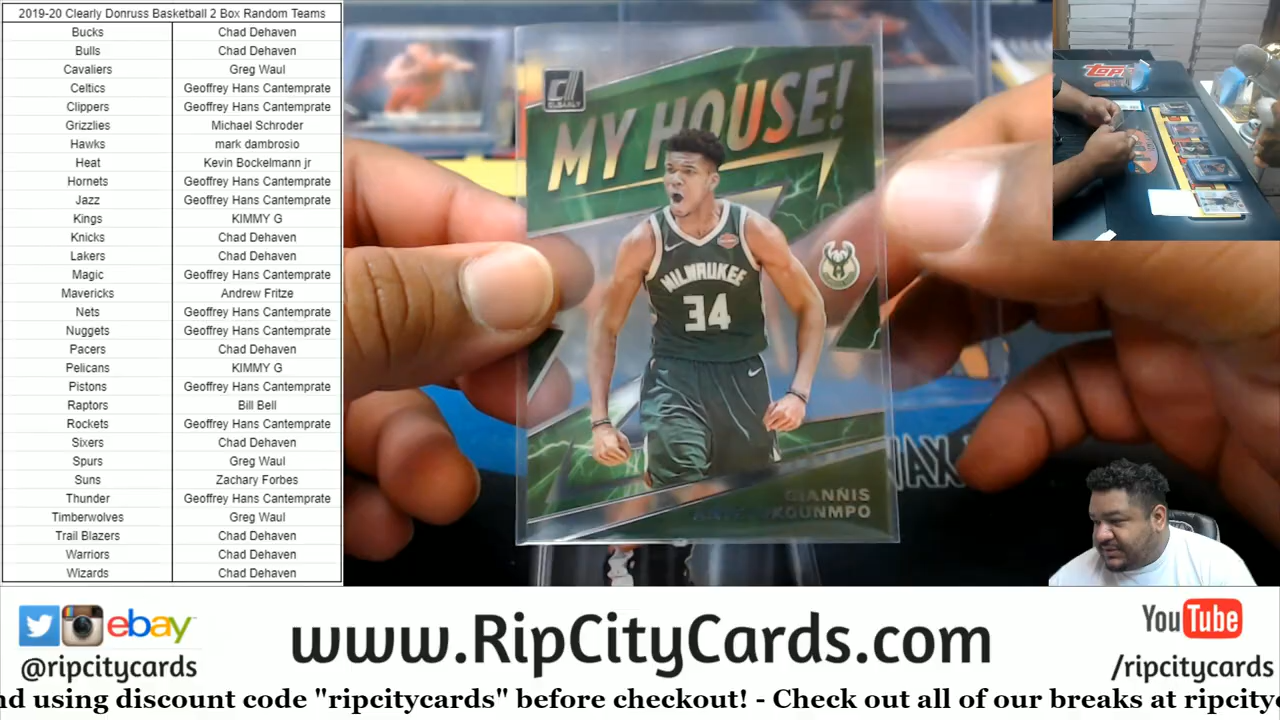 2019-20 Clearly Donruss Basketball 2 Box Random Teams
Bucks Chad Dehaven
Bulls Chad Dehaven
Cavaliers Greg Waul
Celtics Geoffrey Hans Cantemprate
Clippers Geoffrey Hans Cantemprate
Grizzlies Michael Schroder
Hawks mark dambrosio
Heat Kevin Bockelmann jr
Hornets Geoffrey Hans Cantemprate
Jazz Geoffrey Hans Cantemprate
Kings KIMMY G
Knicks Chad Dehaven
Lakers Chad Dehaven
Magic Geoffrey Hans Cantemprate
Mavericks Andrew Fritze
Nets Geoffrey Hans Cantemprate
Nuggets Geoffrey Hans Cantemprate
Pacers Chad Dehaven
Pelicans KIMMY G
Pistons Geoffrey Hans Cantemprate
Raptors Bill Bell
Rockets Geoffrey Hans Cantemprate
Sixers Chad Dehaven
Spurs Greg Waul
Suns Zachary Forbes
Thunder Geoffrey Hans Cantemprate
Timberwolves Greg Waul
Trail Blazers Chad Dehaven
Warriors Chad Dehaven
Wizards Chad Dehaven
CLEARLY
MY HOUSE!
MILWAUKEE
34
GIANNIS
ANTETOKOUNMPO
Topps
ebay
@ripcitycards
www.RipCityCards.com
YouTube
/ripcitycards
nd using discount code "ripcitycards" before checkout! - Check out all of our breaks at ripcityc